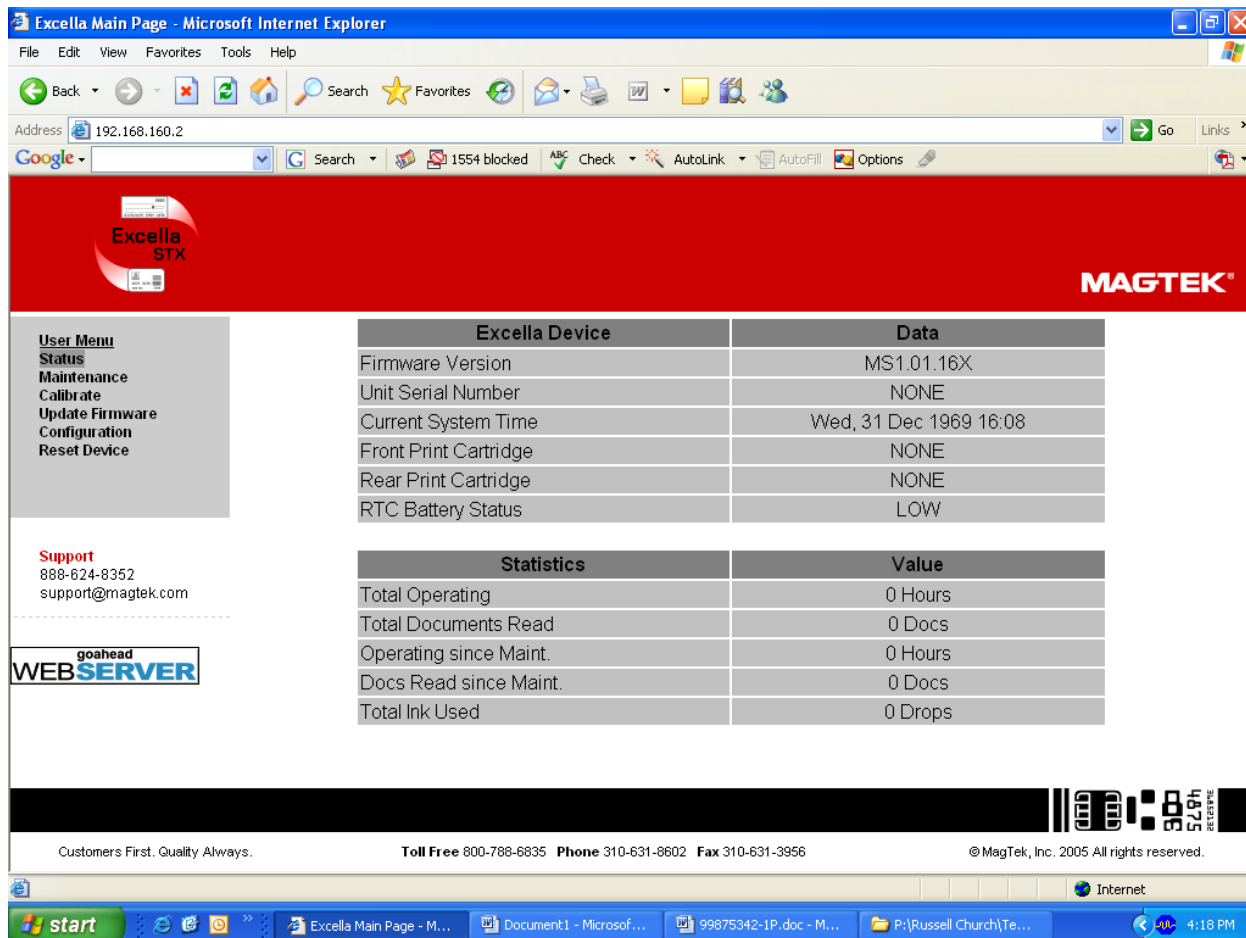 Excella Main Page - Microsoft Internet Explorer
File Edit View Favorites Tools Help
Back Search Favorites
Address 192.168.160.2 Go Links
Google Search 1554 blocked ABC Check AutoLink AutoFill Options
Excella
STX
MAGTEK®
User Menu
Status
Maintenance
Calibrate
Update Firmware
Configuration
Reset Device
Support
888-624-8352
support@magtek.com
goahead
WEBSERVER
Excella Device Data
Firmware Version MS1.01.16X
Unit Serial Number NONE
Current System Time Wed, 31 Dec 1969 16:08
Front Print Cartridge NONE
Rear Print Cartridge NONE
RTC Battery Status LOW
Statistics Value
Total Operating 0 Hours
Total Documents Read 0 Docs
Operating since Maint. 0 Hours
Docs Read since Maint. 0 Docs
Total Ink Used 0 Drops
Customers First. Quality Always. Toll Free 800-788-6835 Phone 310-631-8602 Fax 310-631-3956 © MagTek, Inc. 2005 All rights reserved.
Internet
start Excella Main Page - M... Document1 - Microsof... 99875342-1P.doc - M... P:\Russell Church\Te... 4:18 PM